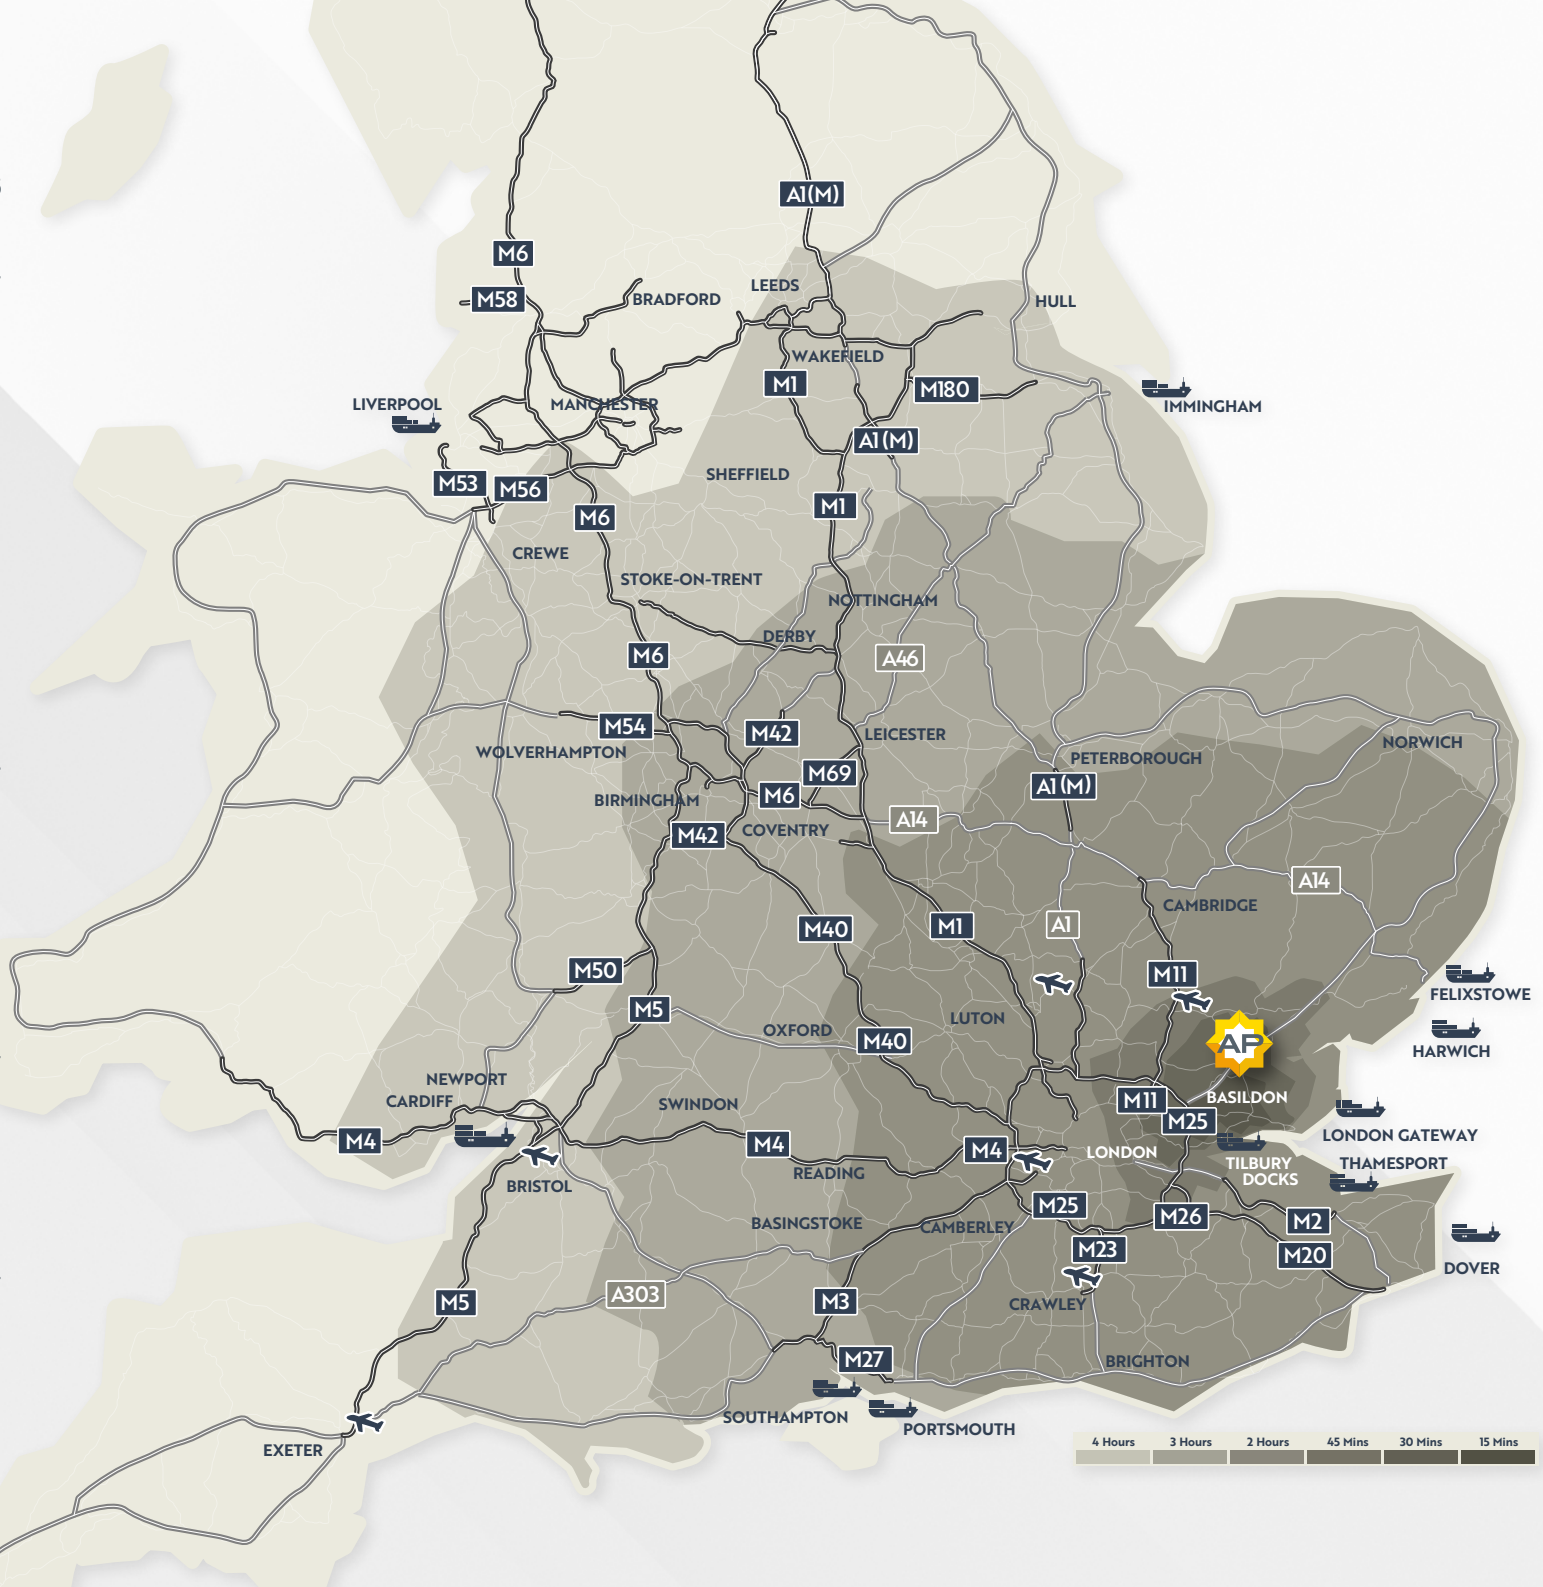 A1(M)
M6
LEEDS
M58
BRADFORD
HULL
WAKEFIELD
M1
M180
LIVERPOOL
MANCHESTER
IMMINGHAM
A1(M)
SHEFFIELD
M53
M56
M1
M6
CREWE
STOKE-ON-TRENT
NOTTINGHAM
DERBY
M6
A46
M54
M42
LEICESTER
NORWICH
WOLVERHAMPTON
PETERBOROUGH
M69
A1(M)
M6
BIRMINGHAM
A14
COVENTRY
M42
A14
CAMBRIDGE
M40
M1
A1
M50
M11
FELIXSTOWE
M5
LUTON
OXFORD
M40
AP
HARWICH
NEWPORT
CARDIFF
SWINDON
BASILDON
M11
M25
LONDON GATEWAY
M4
M4
M4
LONDON
TILBURY
DOCKS
THAMESPORT
READING
BRISTOL
M25
M26
M2
BASINGSTOKE
CAMBERLEY
M23
M20
DOVER
A303
M5
M3
CRAWLEY
M27
BRIGHTON
SOUTHAMPTON
PORTSMOUTH
EXETER
4 Hours
3 Hours
2 Hours
45 Mins
30 Mins
15 Mins